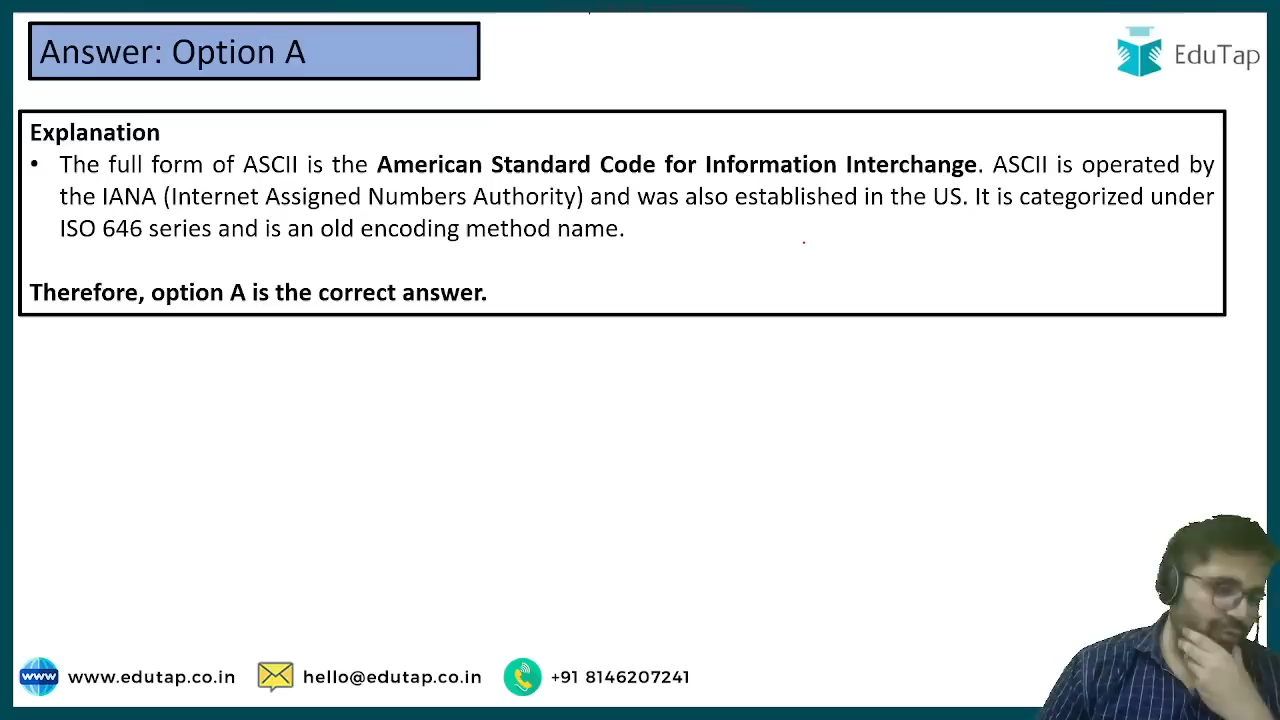 Answer: Option A
EduTap
Explanation
• The full form of ASCII is the American Standard Code for Information Interchange. ASCII is operated by
the IANA (Internet Assigned Numbers Authority) and was also established in the US. It is categorized under
ISO 646 series and is an old encoding method name.
Therefore, option A is the correct answer.
www www.edutap.co.in hello@edutap.co.in +91 8146207241